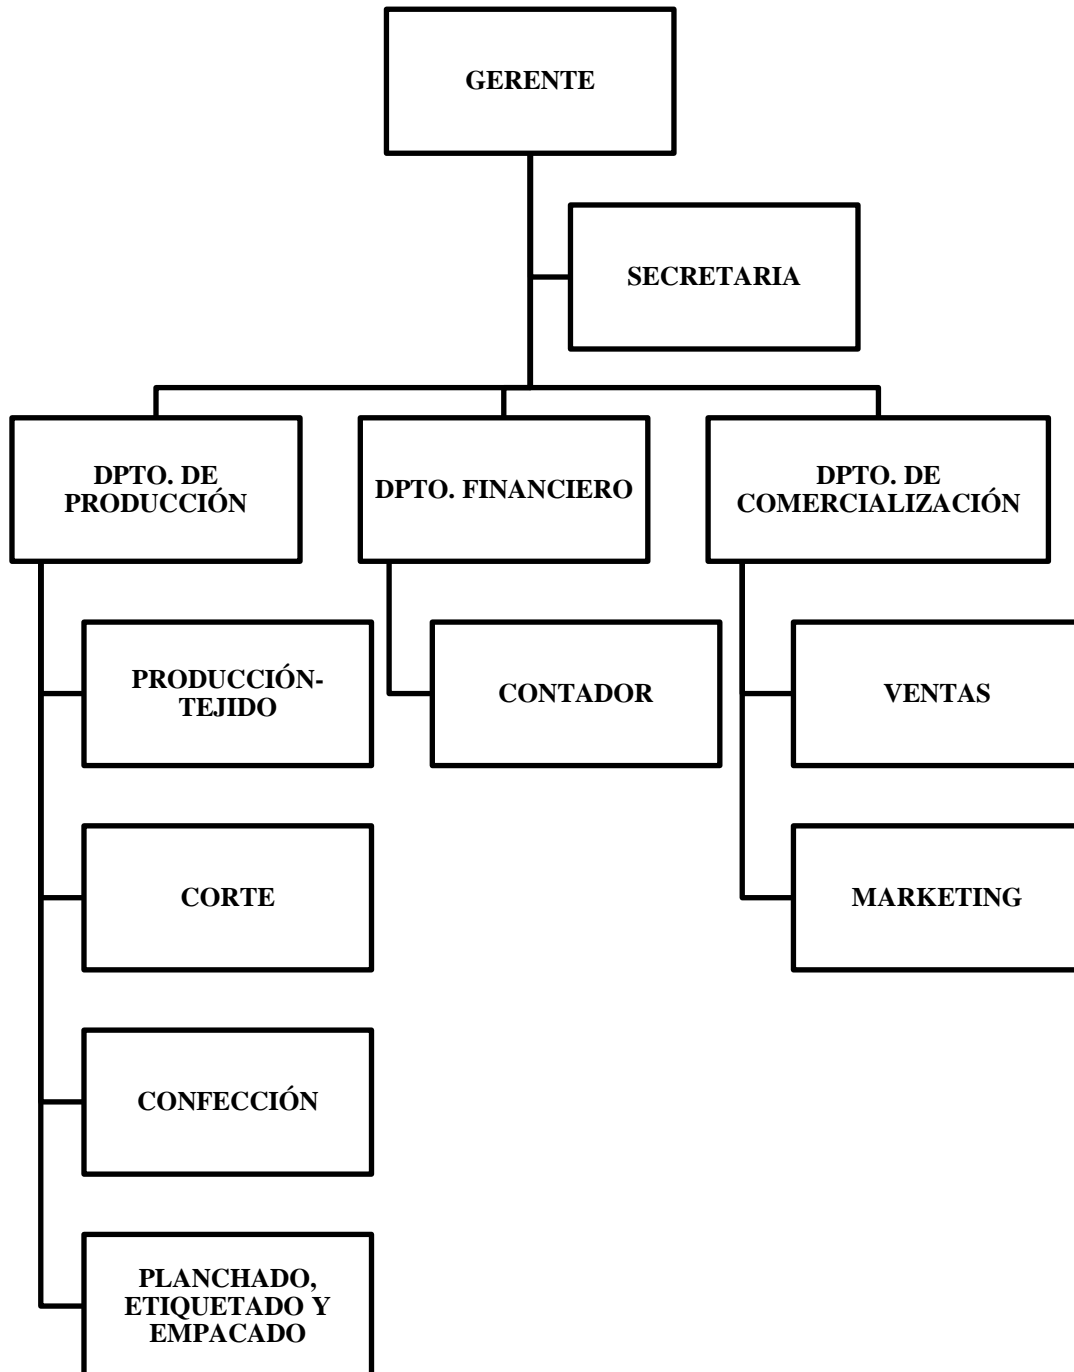 GERENTE
SECRETARIA
DPTO. DE
PRODUCCIÓN
DPTO. FINANCIERO
DPTO. DE
COMERCIALIZACIÓN
PRODUCCIÓN-
TEJIDO
CONTADOR
VENTAS
CORTE
MARKETING
CONFECCIÓN
PLANCHADO,
ETIQUETADO Y
EMPACADO